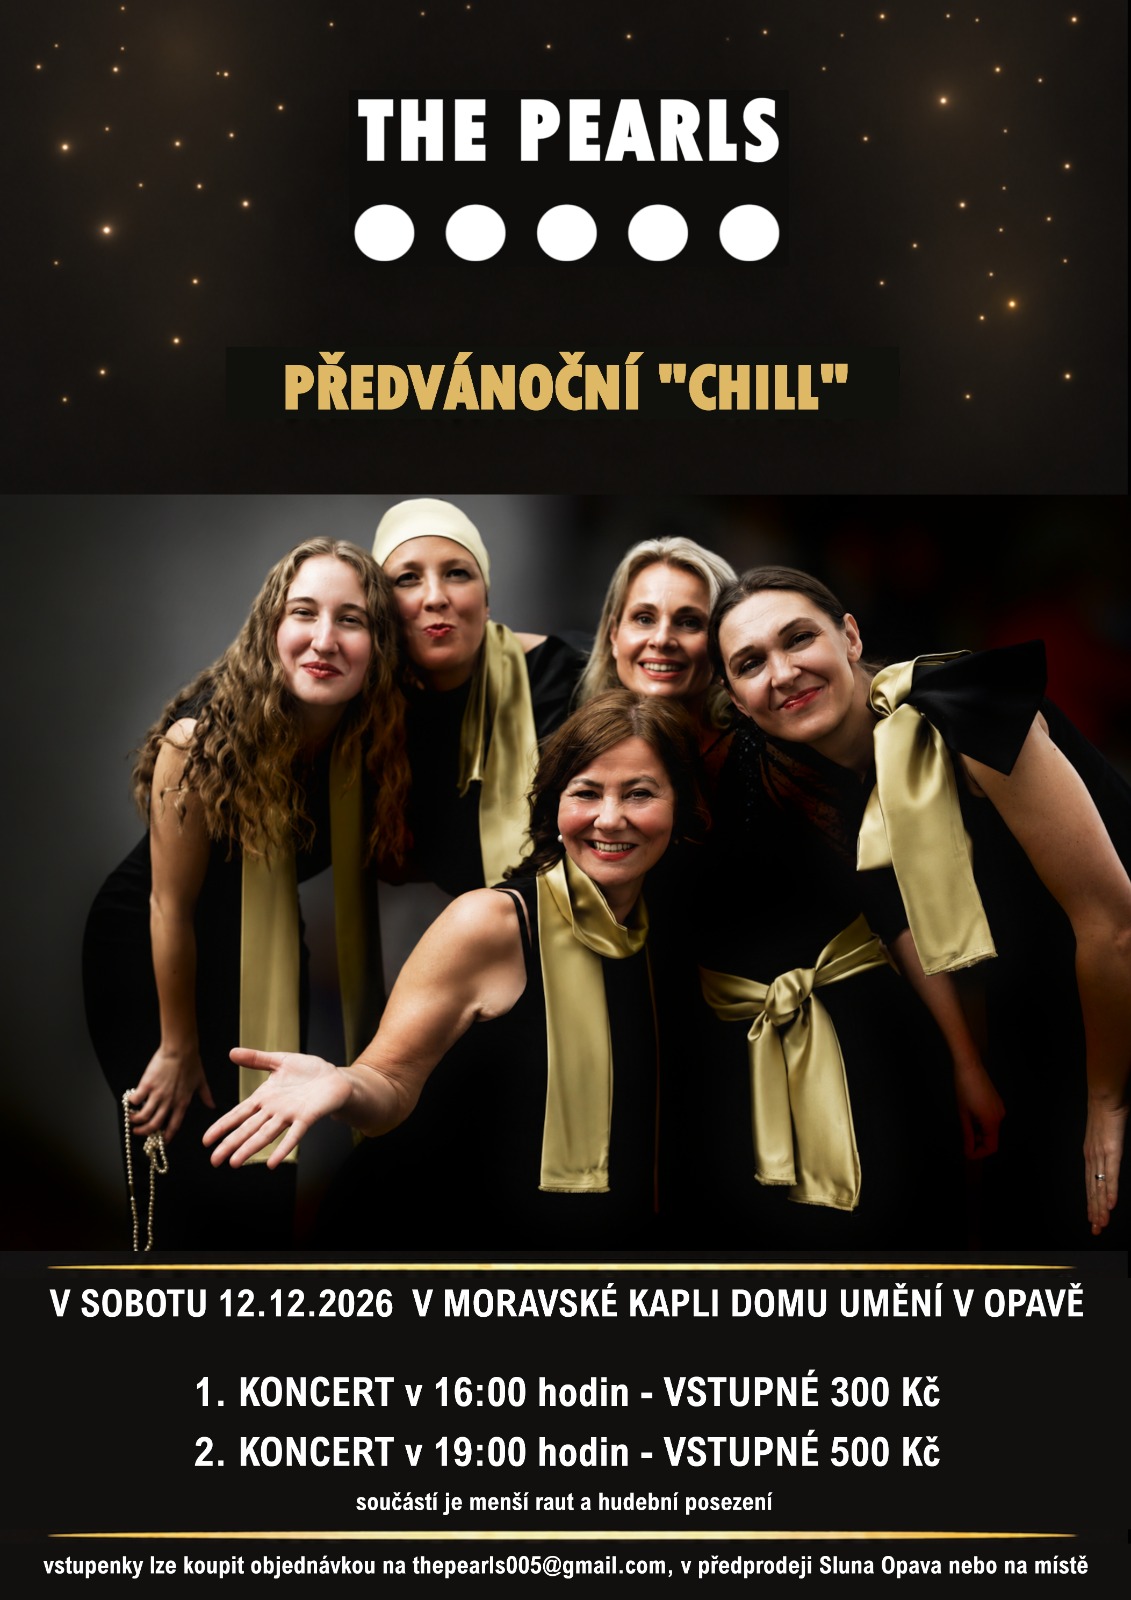 THE PEARLS
PŘEDVÁNOČNÍ "CHILL"
V SOBOTU 12.12.2026 V MORAVSKÉ KAPLI DOMU UMĚNÍ V OPAVĚ
1. KONCERT v 16:00 hodin - VSTUPNÉ 300 Kč
2. KONCERT v 19:00 hodin - VSTUPNÉ 500 Kč
součástí je menší raut a hudební posezení
vstupenky lze koupit objednávkou na thepearls005@gmail.com, v předprodeji Sluna Opava nebo na místě